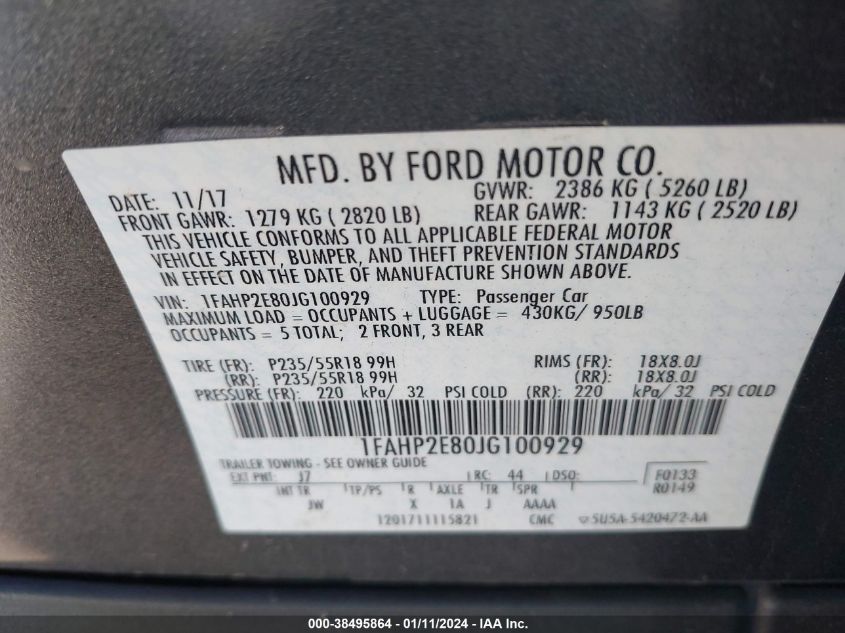 MFD. BY FORD MOTOR CO.
DATE: 11/17 GVWR: 2386 KG ( 5260 LB)
FRONT GAWR: 1279 KG ( 2820 LB) REAR GAWR: 1143 KG ( 2520 LB)
THIS VEHICLE CONFORMS TO ALL APPLICABLE FEDERAL MOTOR
VEHICLE SAFETY, BUMPER, AND THEFT PREVENTION STANDARDS
IN EFFECT ON THE DATE OF MANUFACTURE SHOWN ABOVE.
VIN: 1FAHP2E80JG100929 TYPE: Passenger Car
MAXIMUM LOAD = OCCUPANTS + LUGGAGE = 430KG/ 950LB
OCCUPANTS = 5 TOTAL; 2 FRONT, 3 REAR
TIRE (FR): P235/55R18 99H RIMS (FR): 18X8.0J
(RR): P235/55R18 99H (RR): 18X8.0J
PRESSURE (FR): 220 kPa/ 32 PSI COLD (RR): 220 kPa/ 32 PSI COLD
1FAHP2E80JG100929
TRAILER TOWING - SEE OWNER GUIDE
EXT PNT: J7 RC: 44 DSO: F0133
R0149
INT TR TP/PS R AXLE TR SPR
JW X 1A J AAAA
1201711115821 CMC 5U5A-5420472-AA
000-38495864 - 01/11/2024 - IAA Inc.